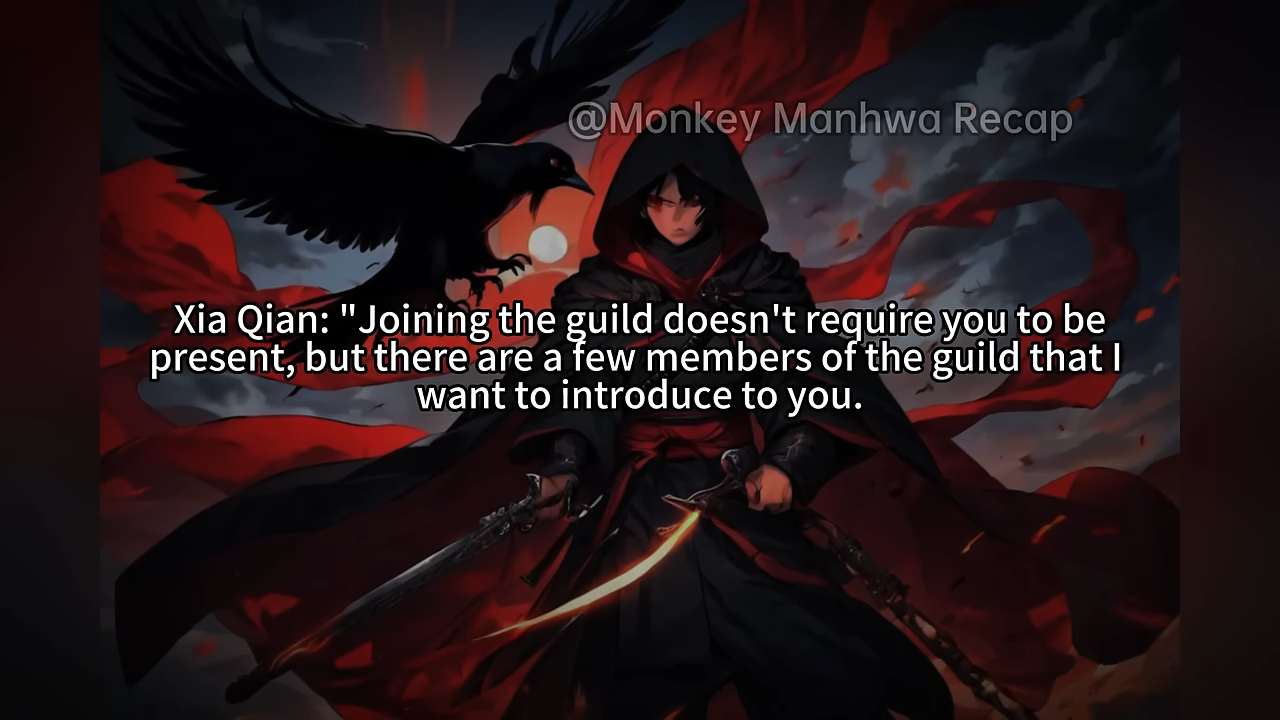 @Monkey Manhwa Recap
Xia Qian: "Joining the guild doesn't require you to be
present, but there are a few members of the guild that I
want to introduce to you.